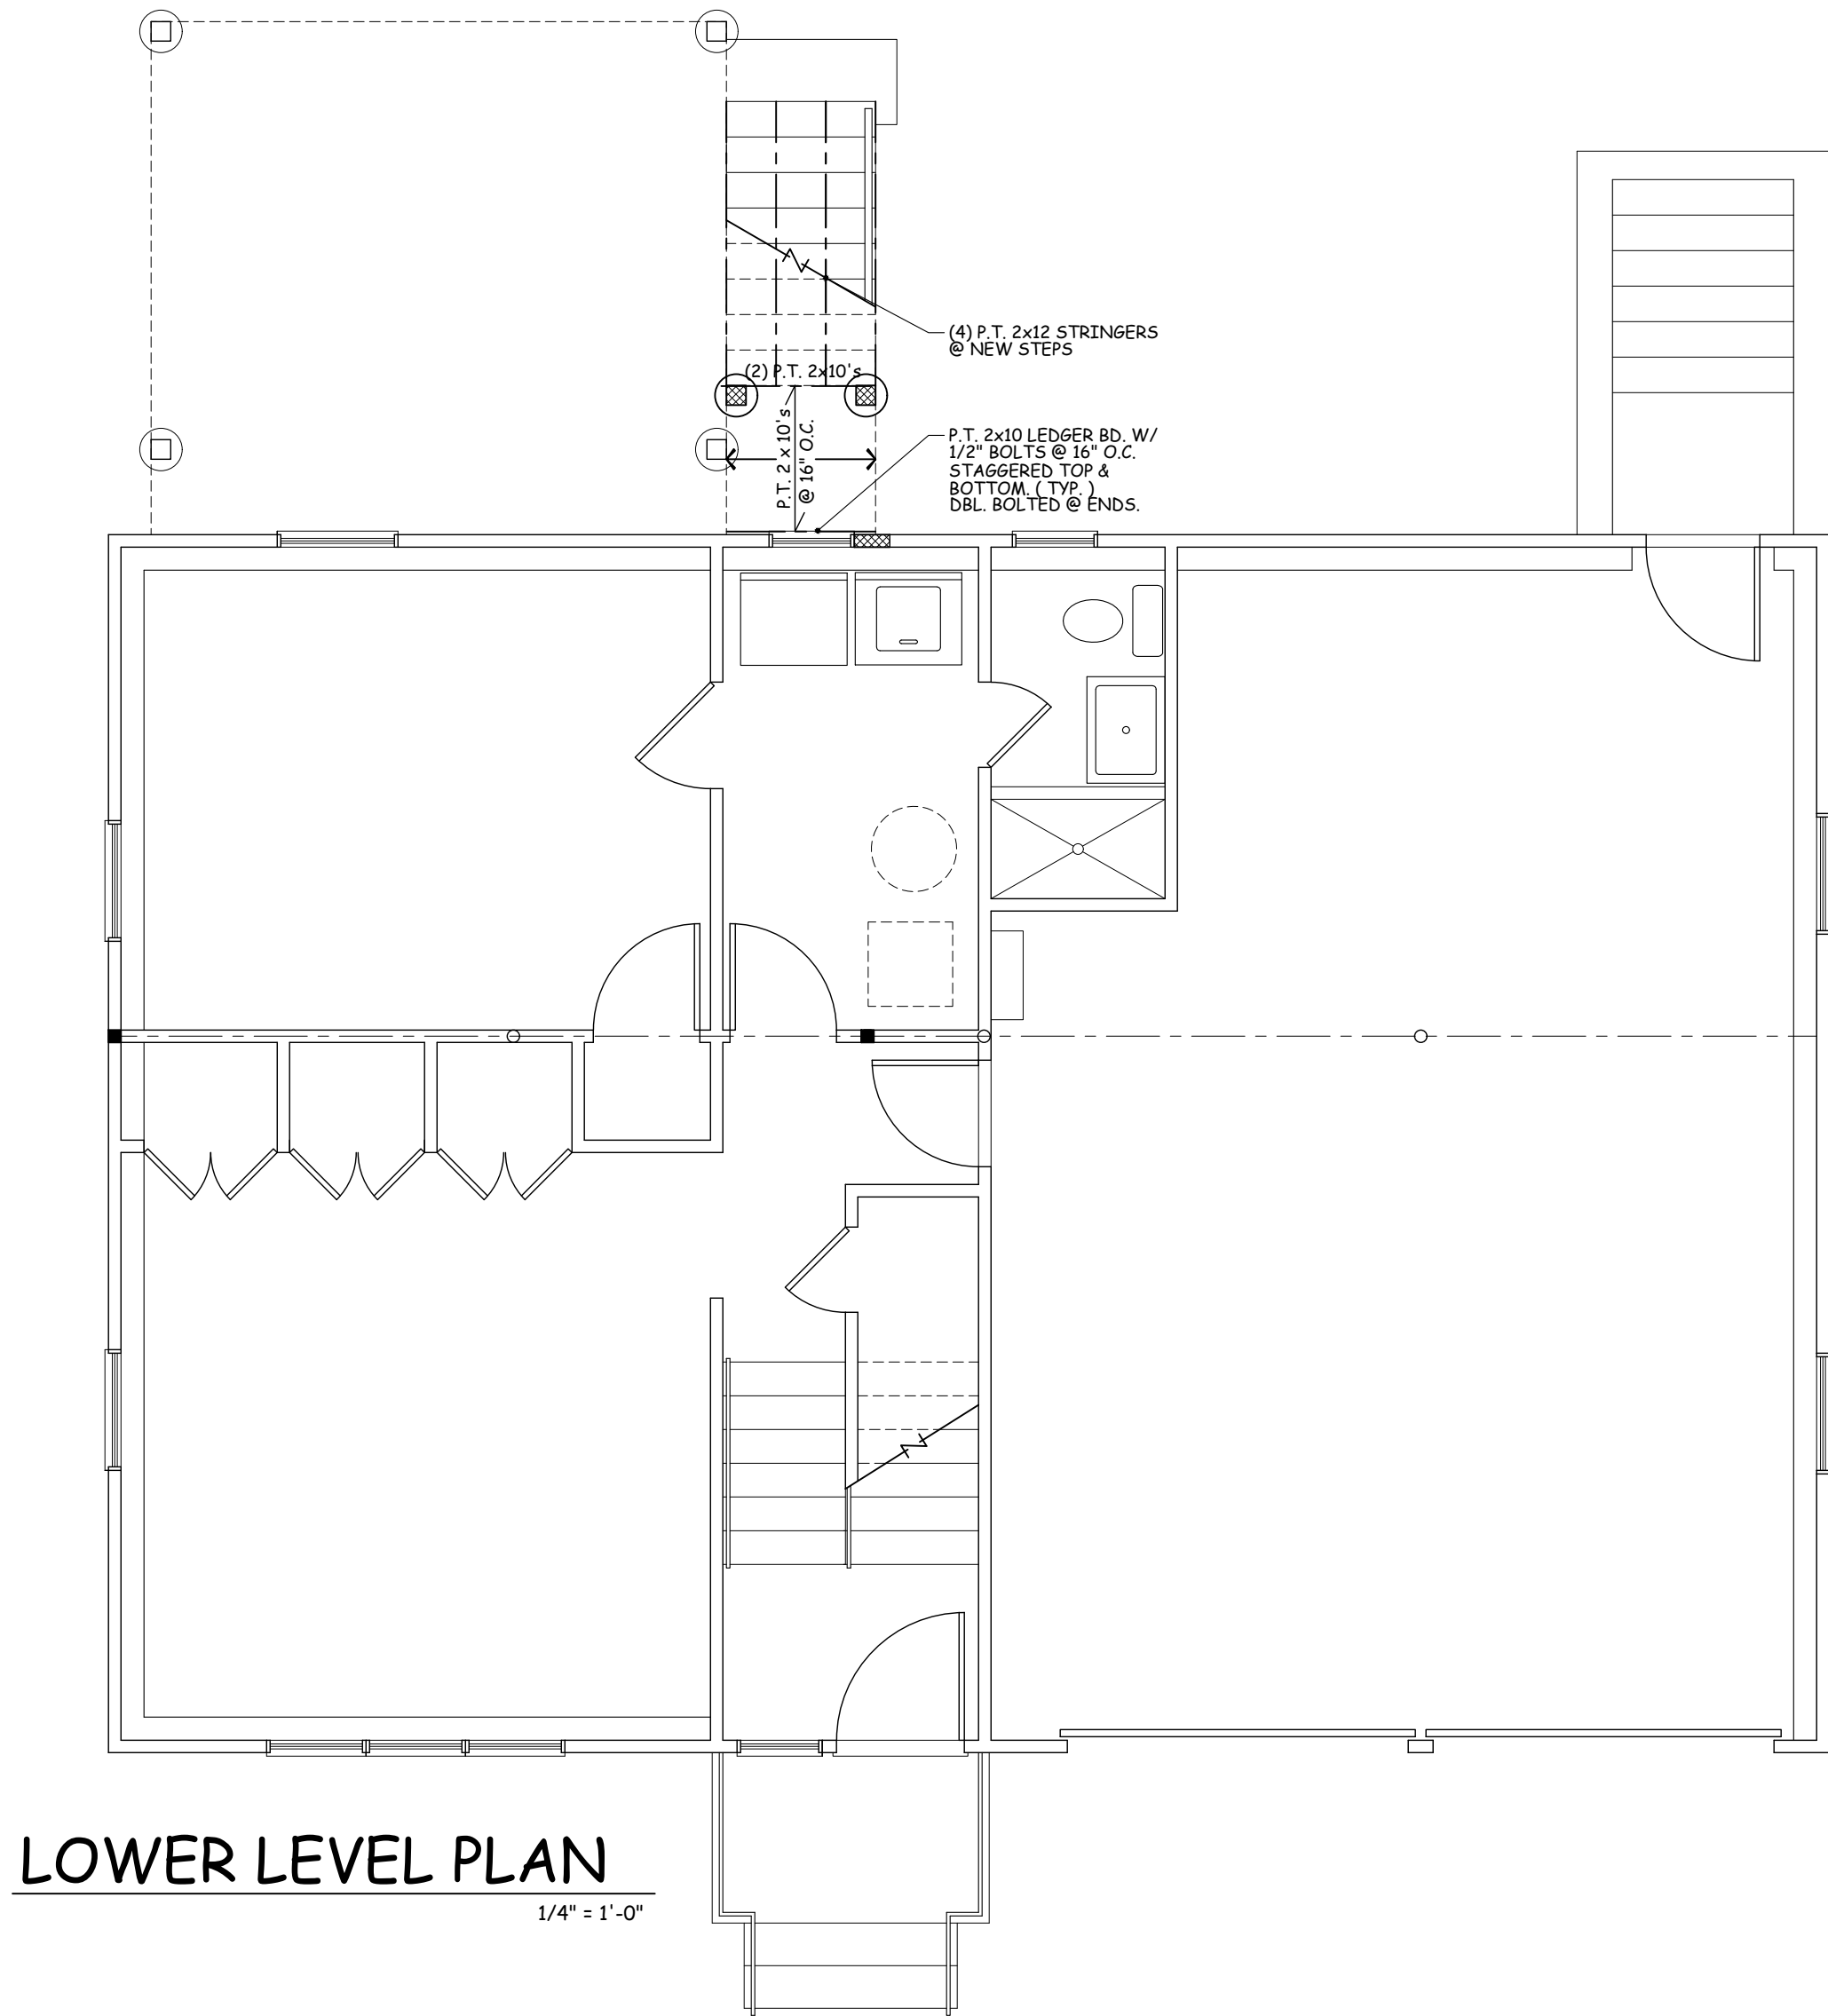 (4) P.T. 2x12 STRINGERS
@ NEW STEPS
(2) P.T. 2x10's
P.T. 2 x 10's
@ 16" O.C.
P.T. 2x10 LEDGER BD. W/
1/2" BOLTS @ 16" O.C.
STAGGERED TOP &
BOTTOM. ( TYP. )
DBL. BOLTED @ ENDS.
LOWER LEVEL PLAN
1/4" = 1'-0"